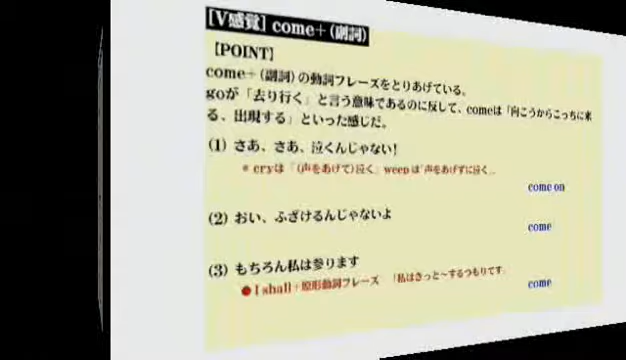 [V感覚] come+(副詞)
【POINT】
come+(副詞)の動詞フレーズをとりあげている。
goが「去り行く」と言う意味であるのに反して、comeは「向こうからこっちに来
る、出現する」といった感じだ。
(1) さあ、さあ、泣くんじゃない!
* cryは「(声をあげて)泣く」weep は「声をあげずに泣く」.
come on
(2) おい、ふざけるんじゃないよ
come
(3) もちろん私は参ります
●I shall+原形動詞フレーズ 「私はきっと〜するつもりです.
come